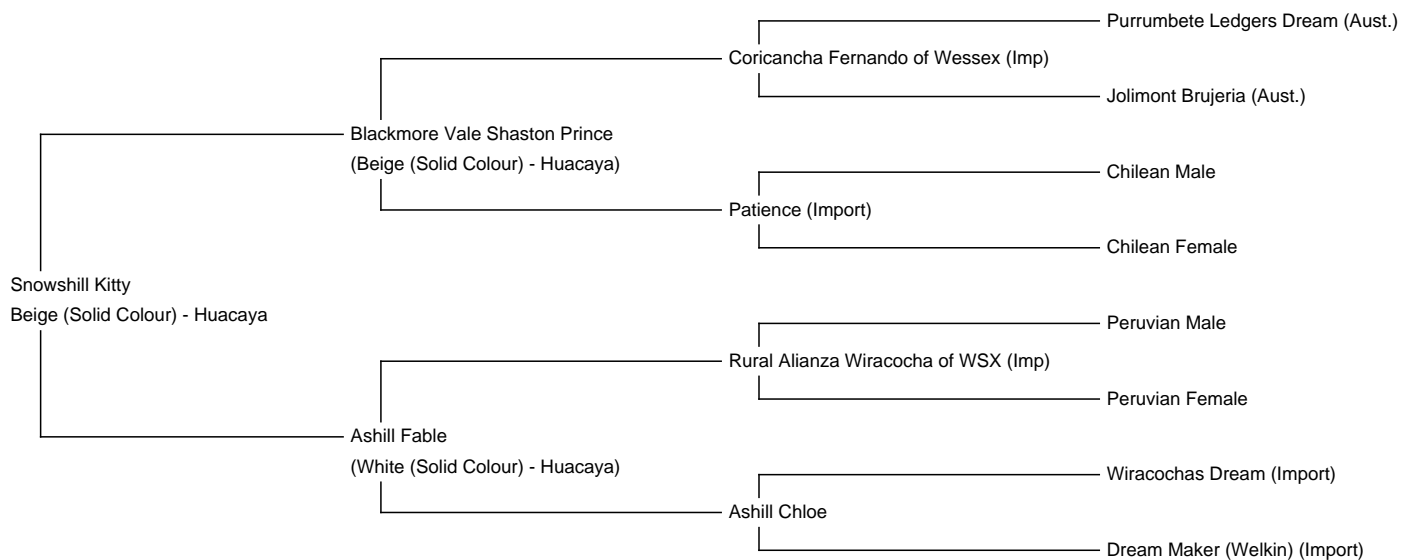 Purrumbete Ledgers Dream (Aust.)
Coricancha Fernando of Wessex (Imp)
Jolimont Brujeria (Aust.)
Blackmore Vale Shaston Prince
(Beige (Solid Colour) - Huacaya)
Chilean Male
Patience (Import)
Chilean Female
Snowshill Kitty
Beige (Solid Colour) - Huacaya
Peruvian Male
Rural Alianza Wiracocha of WSX (Imp)
Peruvian Female
Ashill Fable
(White (Solid Colour) - Huacaya)
Wiracochas Dream (Import)
Ashill Chloe
Dream Maker (Welkin) (Import)